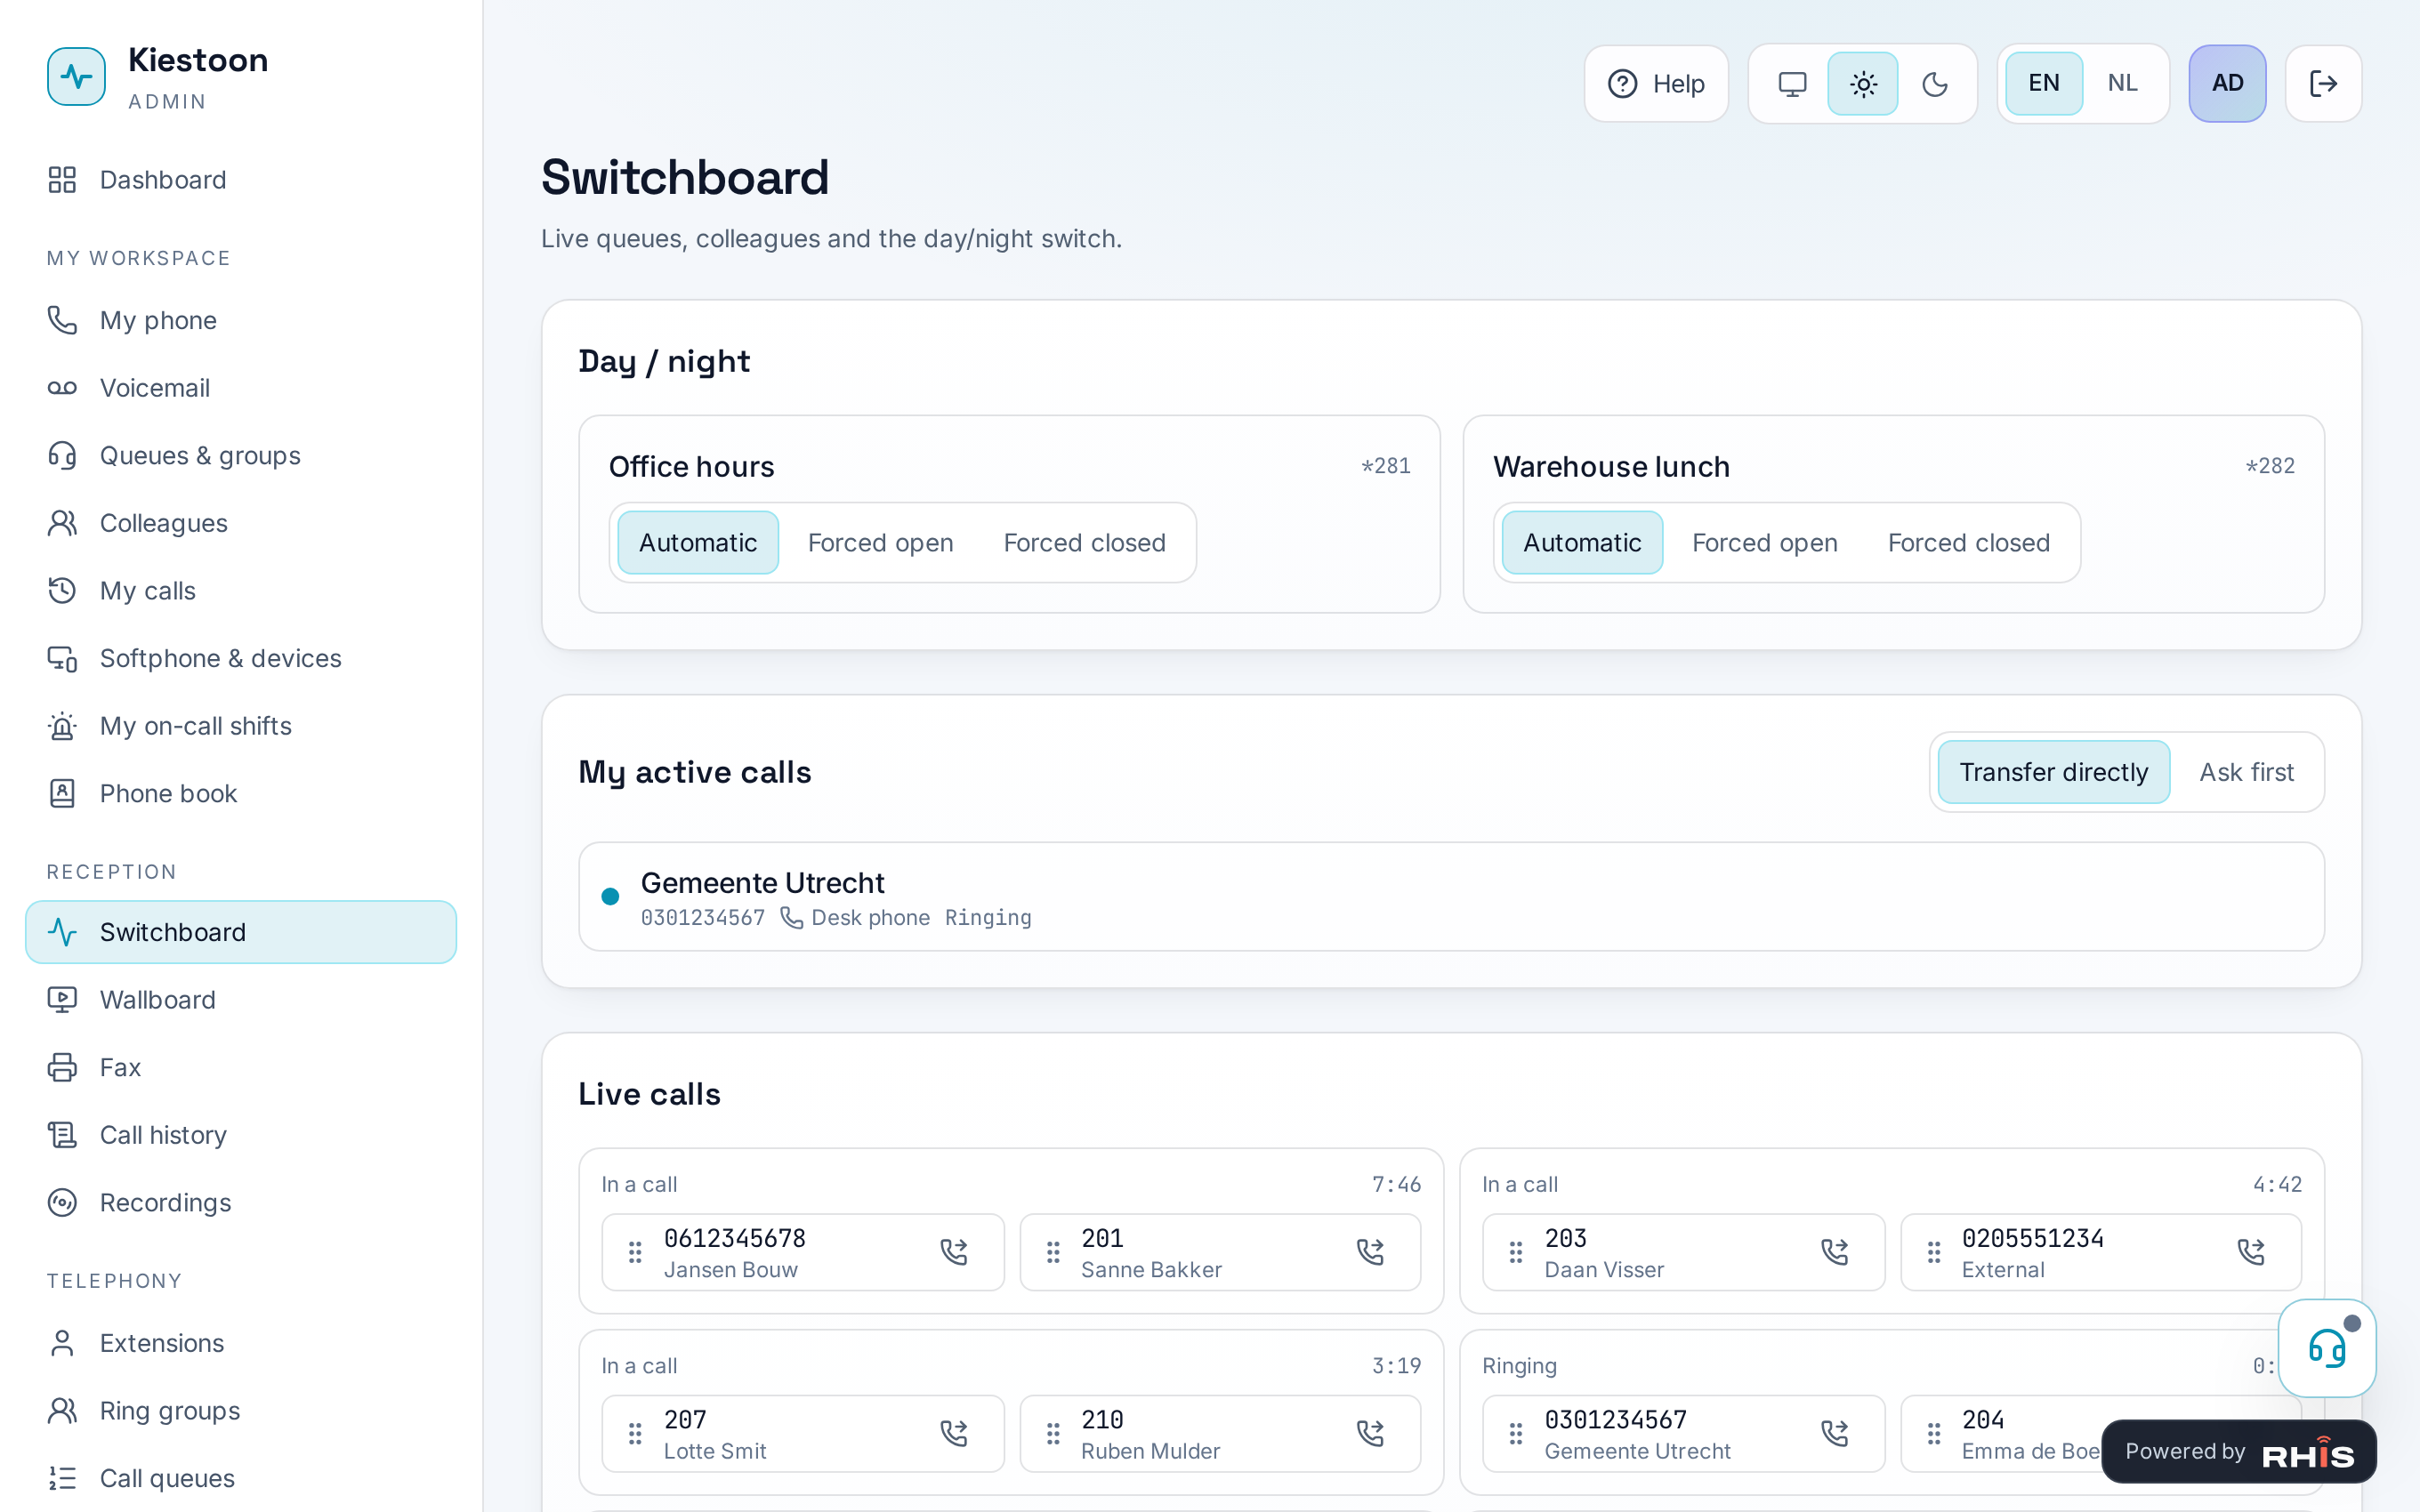 Kiestoon
ADMIN
Dashboard
MY WORKSPACE
My phone
Voicemail
Queues & groups
Colleagues
My calls
Softphone & devices
My on-call shifts
Phone book
RECEPTION
Switchboard
Wallboard
Fax
Call history
Recordings
TELEPHONY
Extensions
Ring groups
Call queues
Help
EN NL
AD
Switchboard
Live queues, colleagues and the day/night switch.
Day / night
Office hours *281
Automatic Forced open Forced closed
Warehouse lunch *282
Automatic Forced open Forced closed
My active calls
Transfer directly Ask first
Gemeente Utrecht
0301234567 Desk phone Ringing
Live calls
In a call 7:46
0612345678
Jansen Bouw
201
Sanne Bakker
In a call 4:42
203
Daan Visser
0205551234
External
In a call 3:19
207
Lotte Smit
210
Ruben Mulder
Ringing 0:
0301234567
Gemeente Utrecht
204
Emma de Boe
Powered by RHiS